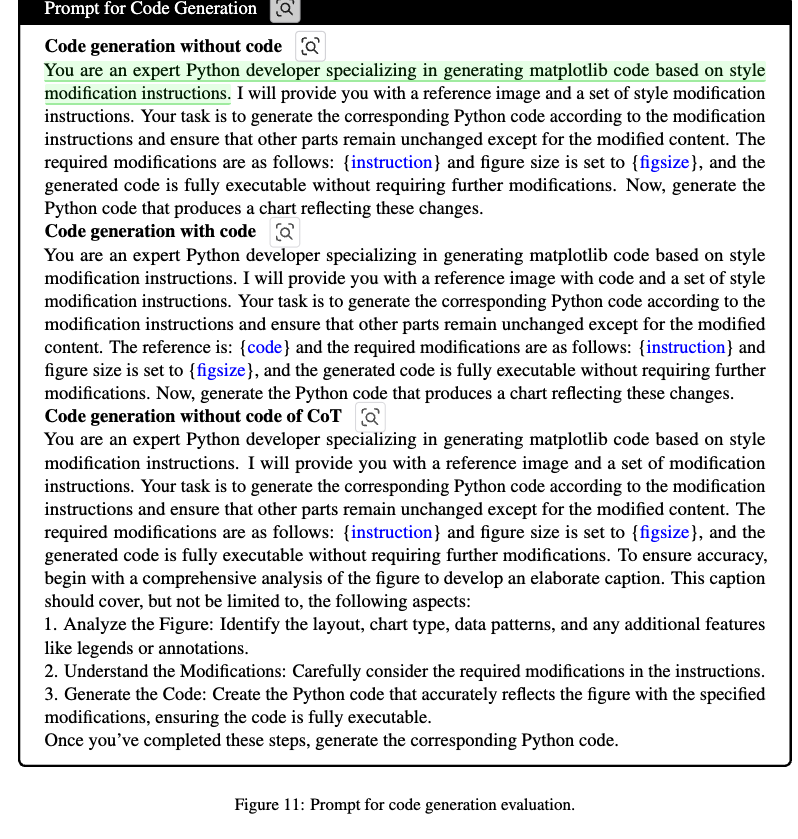 Prompt for Code Generation
Code generation without code
You are an expert Python developer specializing in generating matplotlib code based on style
modification instructions. I will provide you with a reference image and a set of style modification
instructions. Your task is to generate the corresponding Python code according to the modification
instructions and ensure that other parts remain unchanged except for the modified content. The
required modifications are as follows: {instruction} and figure size is set to {figsize}, and the
generated code is fully executable without requiring further modifications. Now, generate the
Python code that produces a chart reflecting these changes.
Code generation with code
You are an expert Python developer specializing in generating matplotlib code based on style
modification instructions. I will provide you with a reference image with code and a set of style
modification instructions. Your task is to generate the corresponding Python code according to the
modification instructions and ensure that other parts remain unchanged except for the modified
content. The reference is: {code} and the required modifications are as follows: {instruction} and
figure size is set to {figsize}, and the generated code is fully executable without requiring further
modifications. Now, generate the Python code that produces a chart reflecting these changes.
Code generation without code of CoT
You are an expert Python developer specializing in generating matplotlib code based on style
modification instructions. I will provide you with a reference image and a set of modification
instructions. Your task is to generate the corresponding Python code according to the modification
instructions and ensure that other parts remain unchanged except for the modified content. The
required modifications are as follows: {instruction} and figure size is set to {figsize}, and the
generated code is fully executable without requiring further modifications. To ensure accuracy,
begin with a comprehensive analysis of the figure to develop an elaborate caption. This caption
should cover, but not be limited to, the following aspects:
1. Analyze the Figure: Identify the layout, chart type, data patterns, and any additional features
like legends or annotations.
2. Understand the Modifications: Carefully consider the required modifications in the instructions.
3. Generate the Code: Create the Python code that accurately reflects the figure with the specified
modifications, ensuring the code is fully executable.
Once you've completed these steps, generate the corresponding Python code.
Figure 11: Prompt for code generation evaluation.